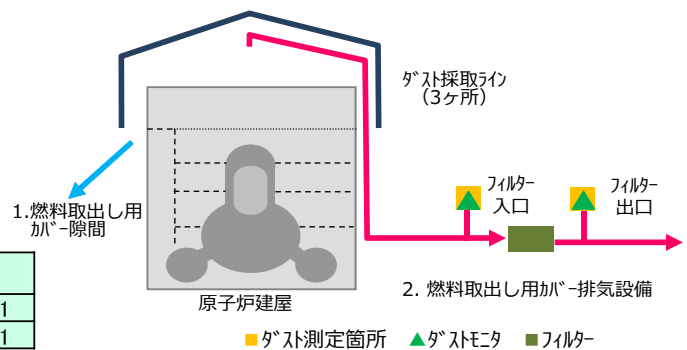 ダスト採取ライン
（3ヶ所）
フィルター
入口
フィルター
出口
1.燃料取出し用
ｶﾊﾞｰ隙間
1
1
原子炉建屋
2. 燃料取出し用ｶﾊﾞｰ排気設備
■ダスト測定箇所 ▲ダストモニタ ■フィルター